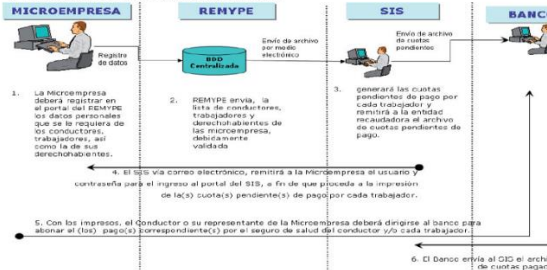 MICROEMPRESA
REMYPE
SIS
BANC
Registro
de datos
BDD
Centralizada
Envío de archivo
por medio
electrónico
Envío de archivo
de cuotas
pendientes
1. La Microempresa
deberá registrar en
el portal del REMYPE
los datos personales
que se le requiera de
los conductores,
trabajadores, así
como la de sus
derechohabientes.
2. REMYPE envía, la
lista de conductores,
trabajadores y
derechohabientes de
las microempresa,
debidamente
validada
3. generará las cuotas
pendientes de pago por
cada trabajador y
remitirá a la entidad
recaudadora el archivo
de cuotas pendientes de
pago.
4. El SIS vía correo electrónico, remitirá a la Microempresa el usuario y
contraseña para el ingreso al portal del SIS, a fin de que proceda a la impresión
de la(s) cuota(s) pendiente(s) de pago por cada trabajador.
5. Con los impresos, el Conductor o su representante de la Microempresa deberá dirigirse al banco para
abonar el (los) pago(s) correspondiente(s) por el seguro de salud del conductor y/o cada trabajador.
6. El Banco envía al SIS el archi
de cuotas pagad